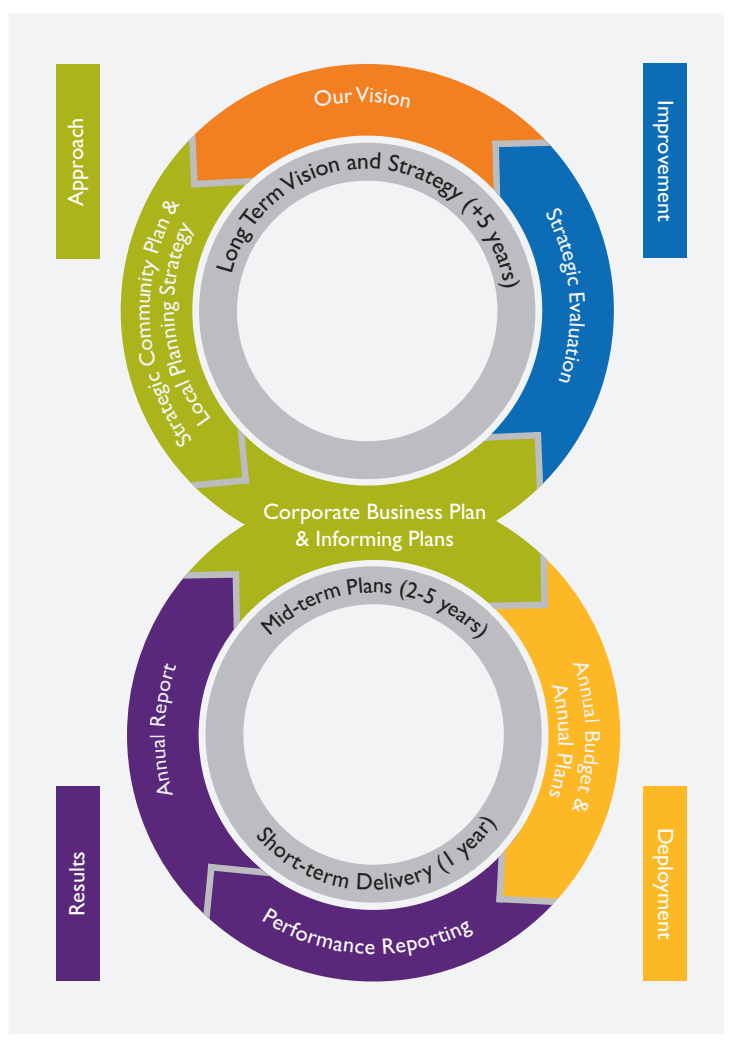 Approach
Improvement
Our Vision
Long Term Vision and Strategy (+5 years)
Strategic Community Plan &
Local Planning Strategy
Strategic Evaluation
Corporate Business Plan
& Informing Plans
Mid-term Plans (2-5 years)
Annual Report
Annual Budget &
Annual Plans
Short-term Delivery (1 year)
Performance Reporting
Results
Deployment